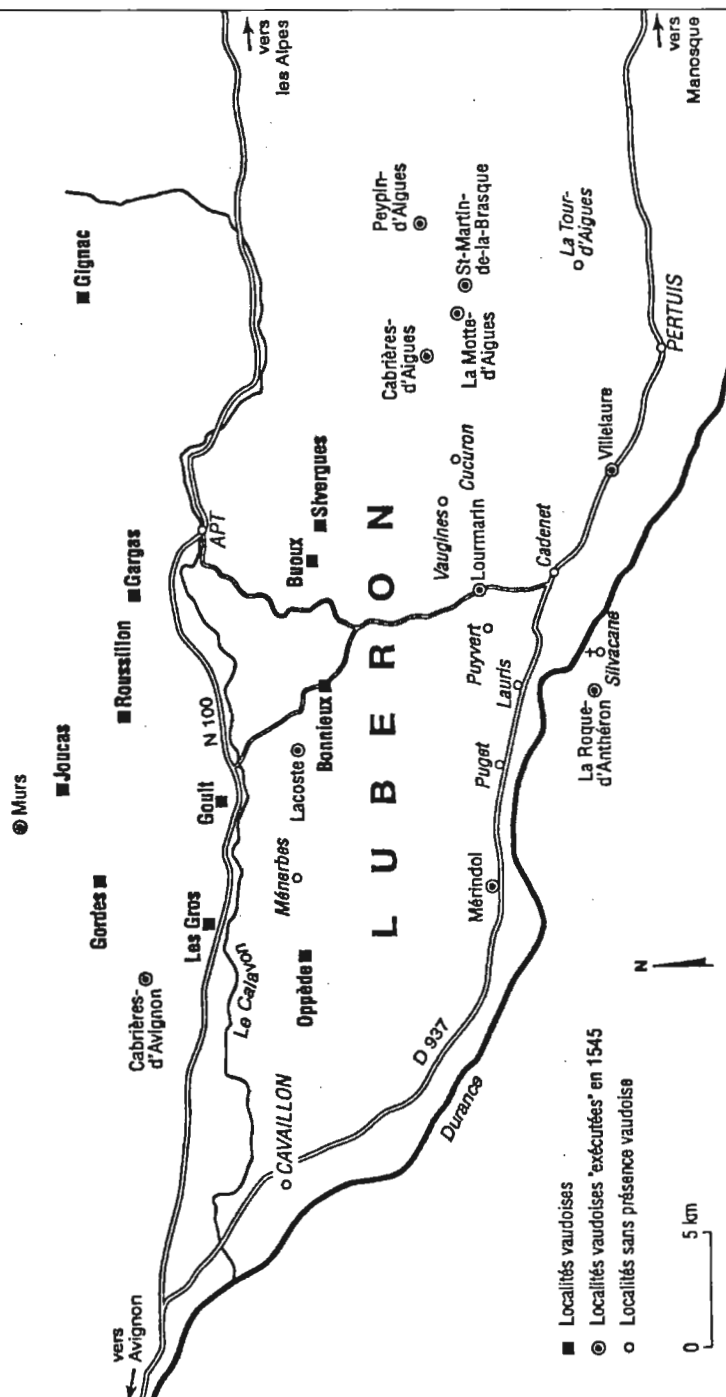 vers
Avignon
vers
les Alpes
vers
Manosque
Murs
Joucas
Gignac
Gordes
Roussillon
Gargas
Cabrières-
d'Avignon
Les Gros
Goult
N 100
APT
Le Calavon
Oppède
Ménerbes
Lacoste
Bonnieux
Buoux
Sivergues
CAVAILLON
LUBERON
Peypin-
d'Aigues
Cabrières-
d'Aigues
St-Martin-
de-la-Brasque
La Motte-
d'Aigues
Vaugines
Cucuron
Lourmarin
La Tour-
d'Aigues
Puyvert
Lauris
Puget
Mérindol
Cadenet
Villelaure
PERTUIS
D 937
Durance
La Roque-
d'Anthéron
Silvacane
N
Localités vaudoises
Localités vaudoises "exécutées" en 1545
Localités sans présence vaudoise
0 5 km